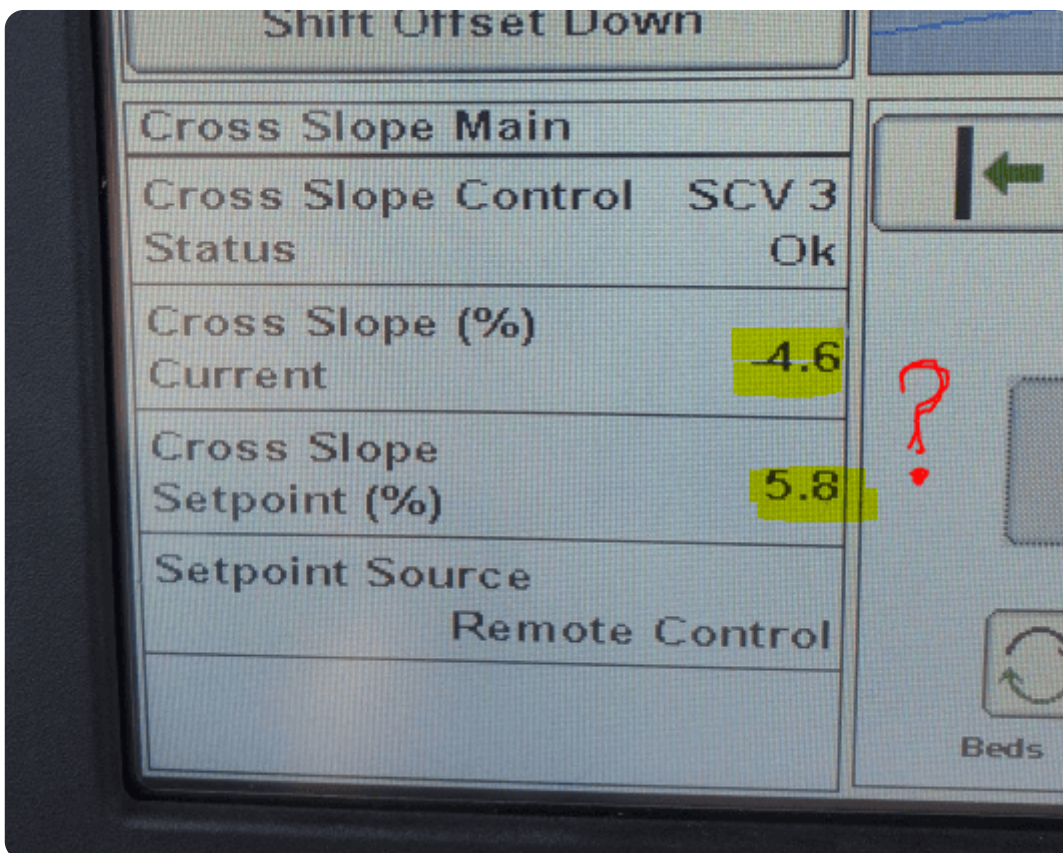 Shift Offset Down
Cross Slope Main
Cross Slope Control SCV 3
Status Ok
Cross Slope (%)
Current -4.6
Cross Slope
Setpoint (%) 5.8
?
Setpoint Source
Remote Control
Beds